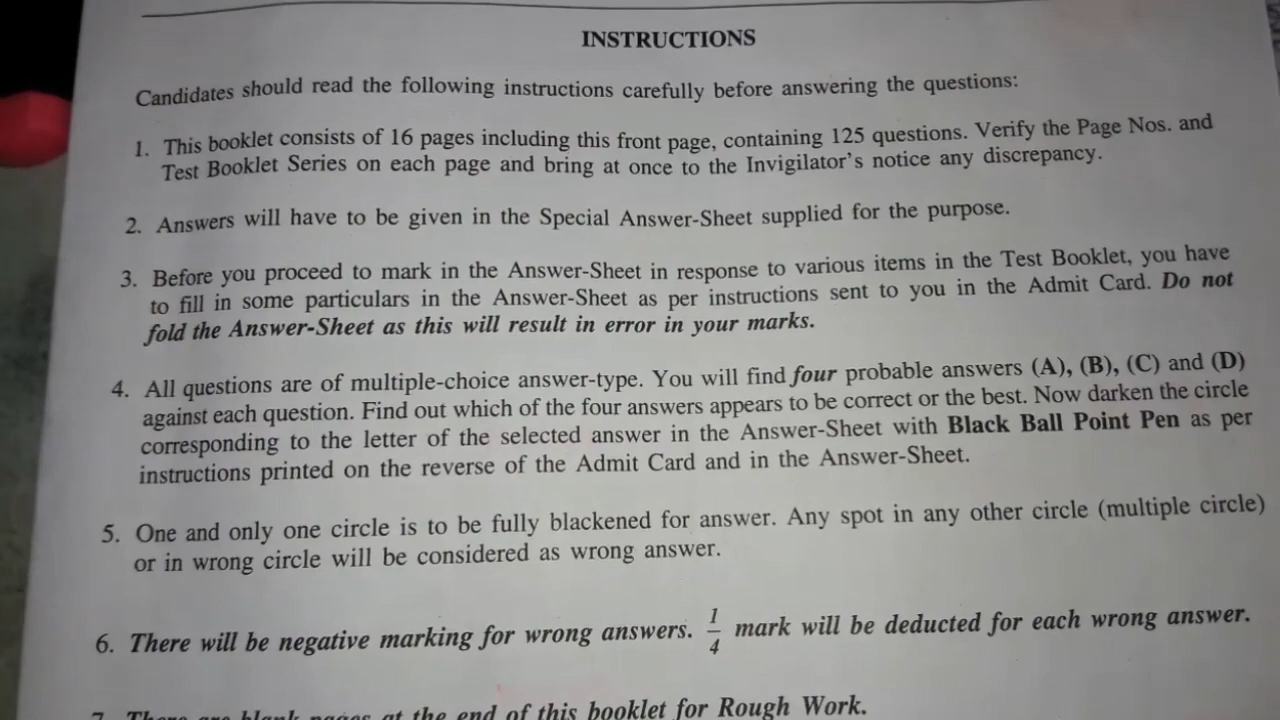 INSTRUCTIONS
Candidates should read the following instructions carefully before answering the questions:
1. This booklet consists of 16 pages including this front page, containing 125 questions. Verify the Page Nos. and
Test Booklet Series on each page and bring at once to the Invigilator's notice any discrepancy.
2. Answers will have to be given in the Special Answer-Sheet supplied for the purpose.
3. Before you proceed to mark in the Answer-Sheet in response to various items in the Test Booklet, you have
to fill in some particulars in the Answer-Sheet as per instructions sent to you in the Admit Card. Do not
fold the Answer-Sheet as this will result in error in your marks.
4. All questions are of multiple-choice answer-type. You will find four probable answers (A), (B), (C) and (D)
against each question. Find out which of the four answers appears to be correct or the best. Now darken the circle
corresponding to the letter of the selected answer in the Answer-Sheet with Black Ball Point Pen as per
instructions printed on the reverse of the Admit Card and in the Answer-Sheet.
5. One and only one circle is to be fully blackened for answer. Any spot in any other circle (multiple circle)
or in wrong circle will be considered as wrong answer.
6. There will be negative marking for wrong answers. 1/4 mark will be deducted for each wrong answer.
7. There are blank pages at the end of this booklet for Rough Work.